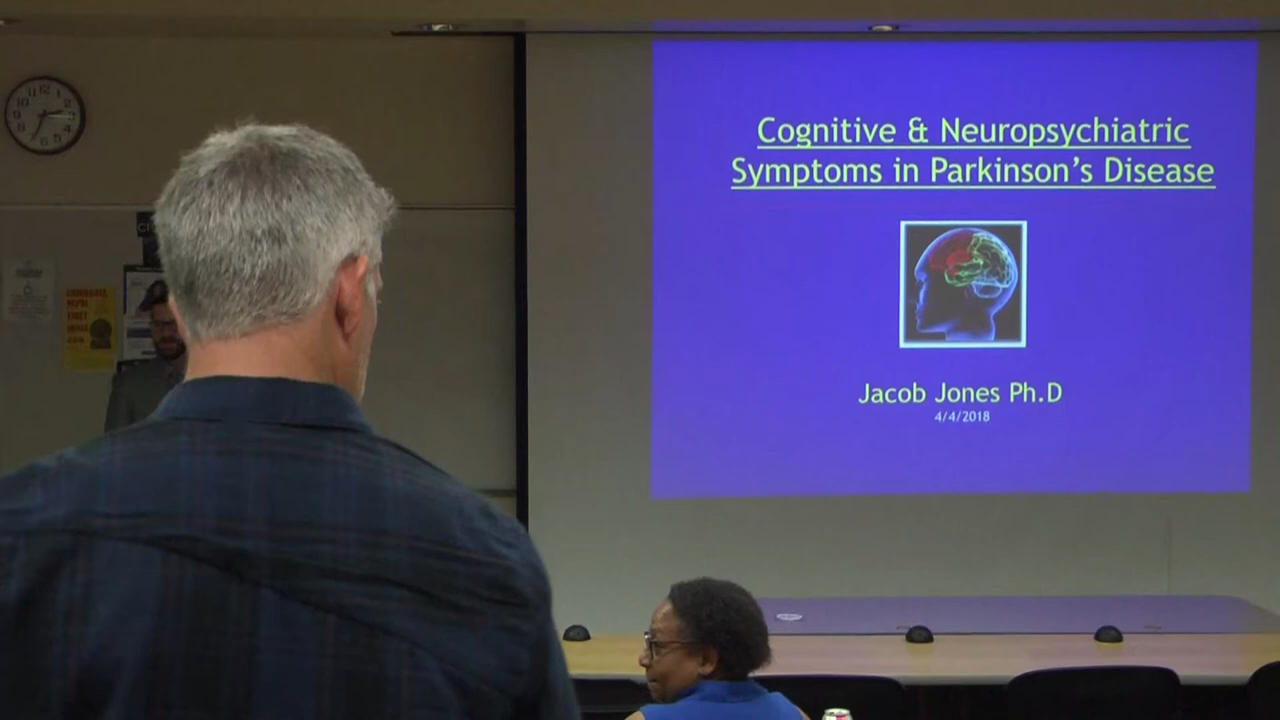 Cognitive & Neuropsychiatric
Symptoms in Parkinson's Disease
Jacob Jones Ph.D
4/4/2018